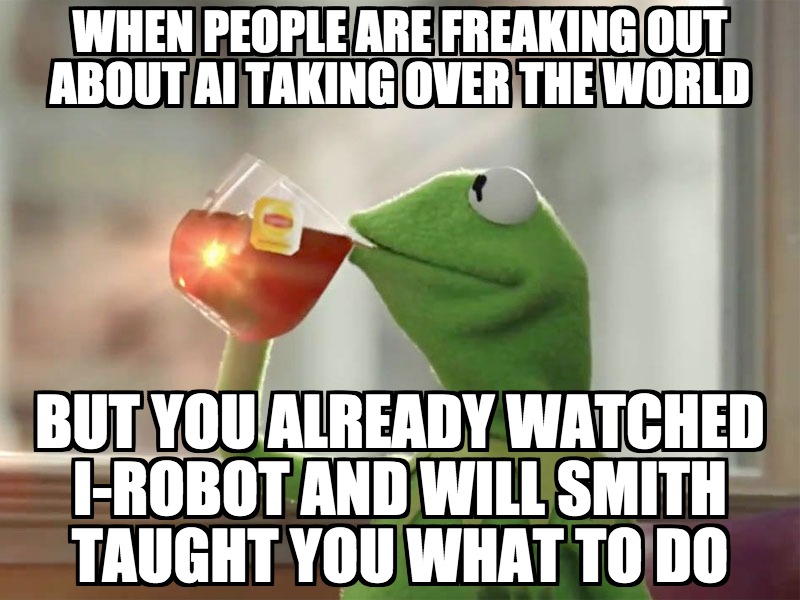 WHEN PEOPLE ARE FREAKING OUT
ABOUT AI TAKING OVER THE WORLD
BUT YOU ALREADY WATCHED
I-ROBOT AND WILL SMITH
TAUGHT YOU WHAT TO DO